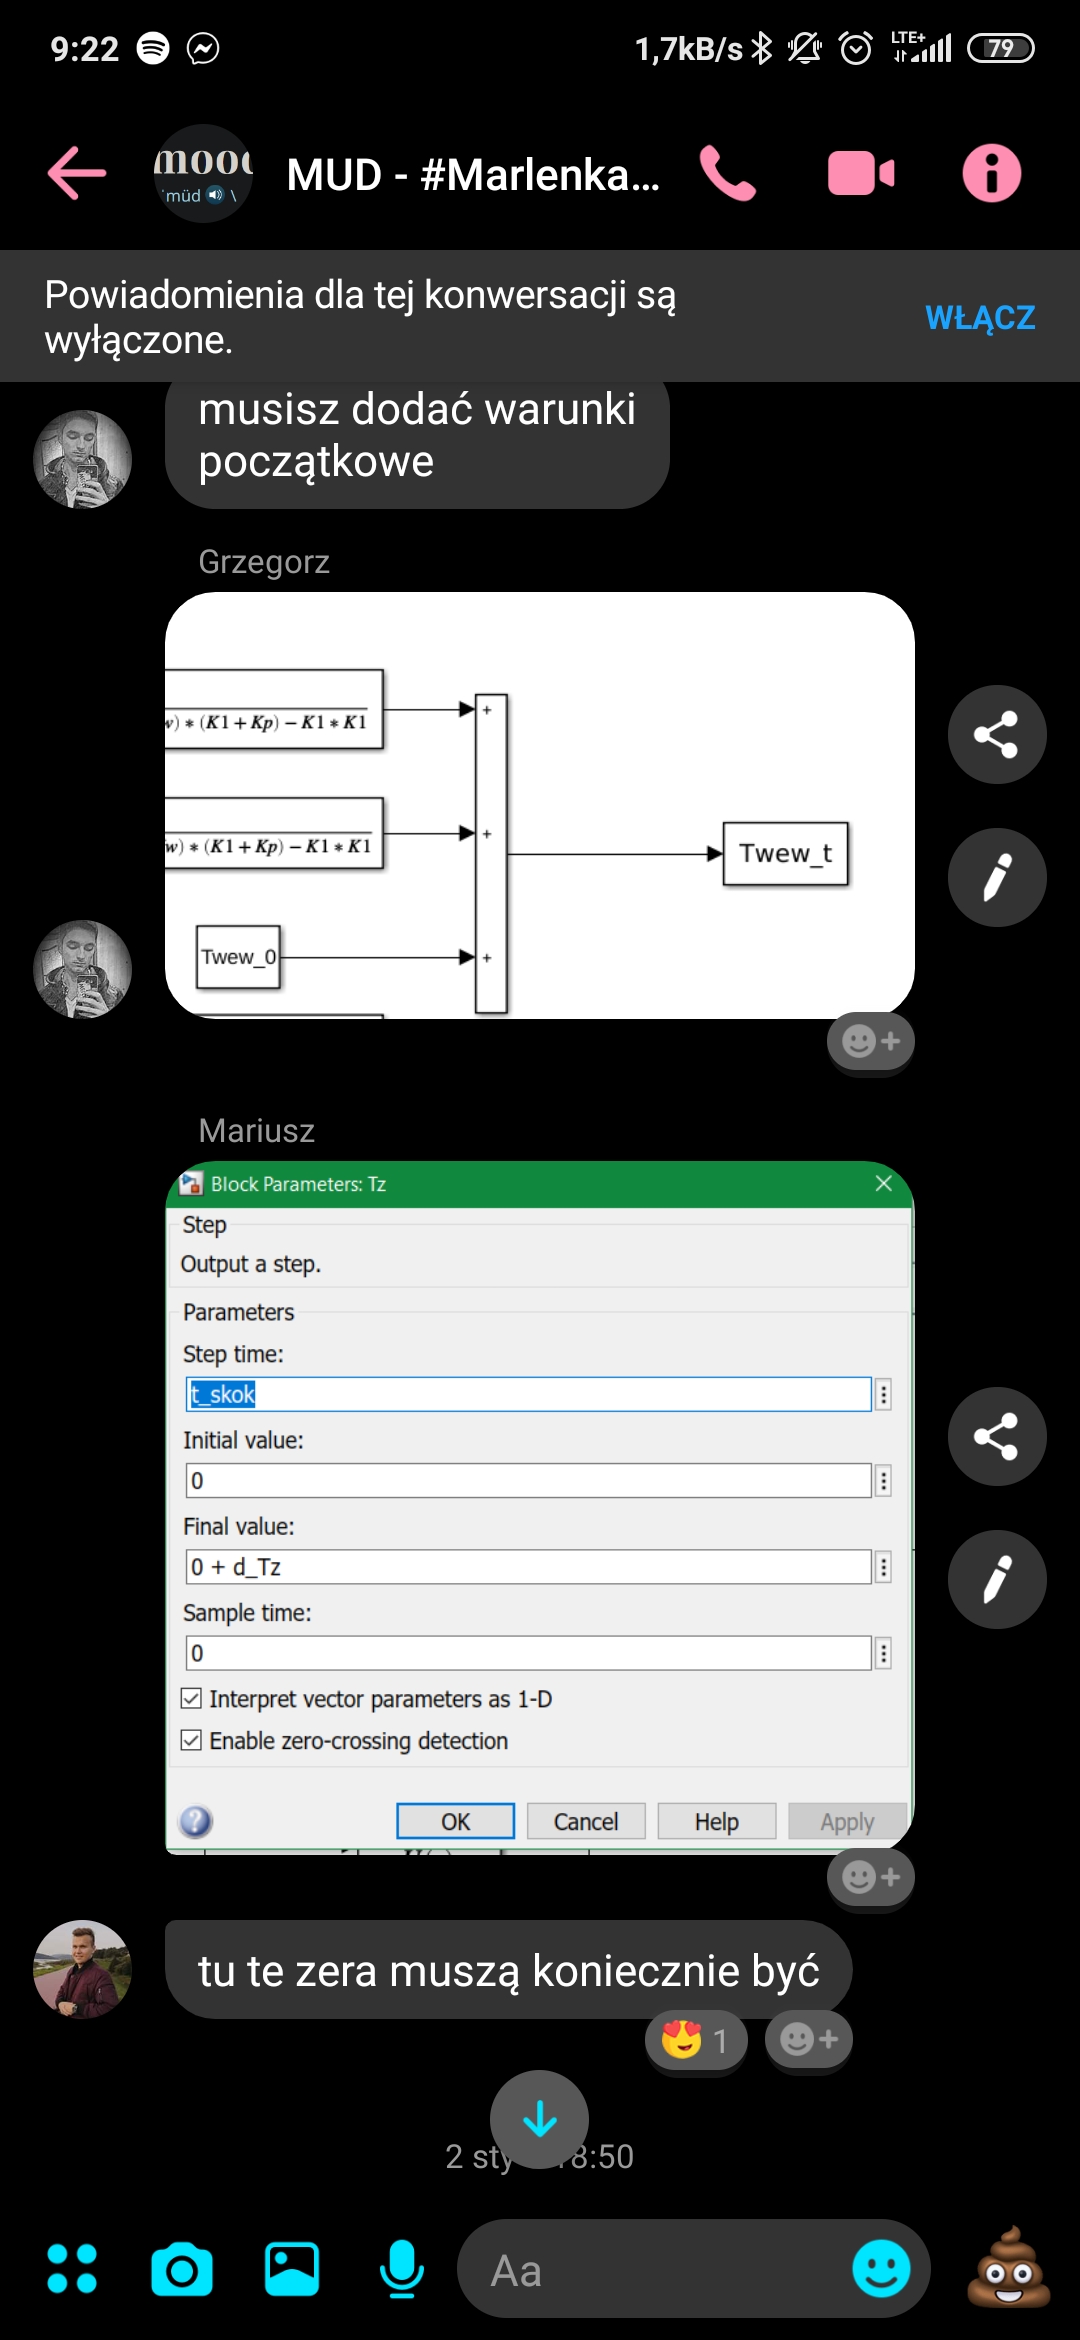 9:22
1,7kB/s
LTE+
79
mood
müd
MUD - #Marlenka...
Powiadomienia dla tej konwersacji są
wyłączone.
WŁĄCZ
musisz dodać warunki
początkowe
Grzegorz
) * (K1 + Kp) − K1 * K1
+
w) * (K1 + Kp) − K1 * K1
+
Twew_t
Twew_0
+
Mariusz
Block Parameters: Tz
Step
Output a step.
Parameters
Step time:
t_skok
Initial value:
0
Final value:
0 + d_Tz
Sample time:
0
Interpret vector parameters as 1-D
Enable zero-crossing detection
OK
Cancel
Help
Apply
tu te zera muszą koniecznie być
1
2 sty 8:50
Aa